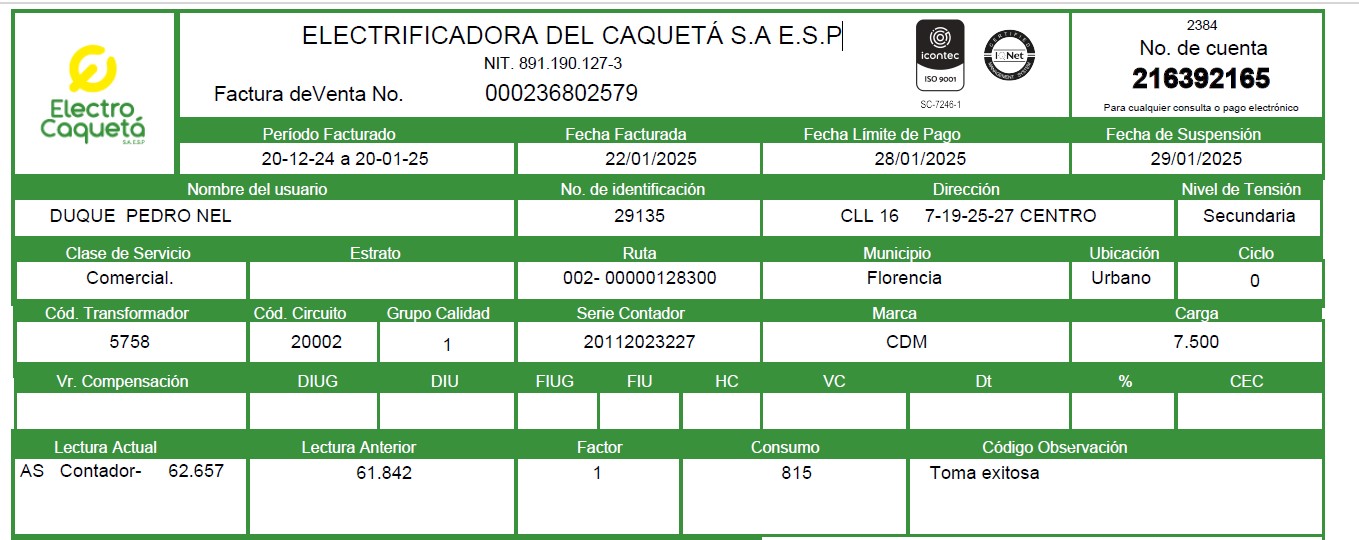 ELECTRIFICADORA DEL CAQUETÁ S.A E.S.P
NIT. 891.190.127-3
Factura deVenta No. 000236802579
Electro
Caquetá
S.A. E.S.P
icontec
ISO 9001
SC-7246-1
CERTIFIED
IQNet
MANAGEMENT SYSTEM
2384
No. de cuenta
216392165
Para cualquier consulta o pago electrónico
Período Facturado Fecha Facturada Fecha Límite de Pago Fecha de Suspensión
20-12-24 a 20-01-25 22/01/2025 28/01/2025 29/01/2025
Nombre del usuario No. de identificación Dirección Nivel de Tensión
DUQUE PEDRO NEL 29135 CLL 16 7-19-25-27 CENTRO Secundaria
Clase de Servicio Estrato Ruta Municipio Ubicación Ciclo
Comercial. 002- 00000128300 Florencia Urbano 0
Cód. Transformador Cód. Circuito Grupo Calidad Serie Contador Marca Carga
5758 20002 1 20112023227 CDM 7.500
Vr. Compensación DIUG DIU FIUG FIU HC VC Dt % CEC
Lectura Actual Lectura Anterior Factor Consumo Código Observación
AS Contador- 62.657 61.842 1 815 Toma exitosa